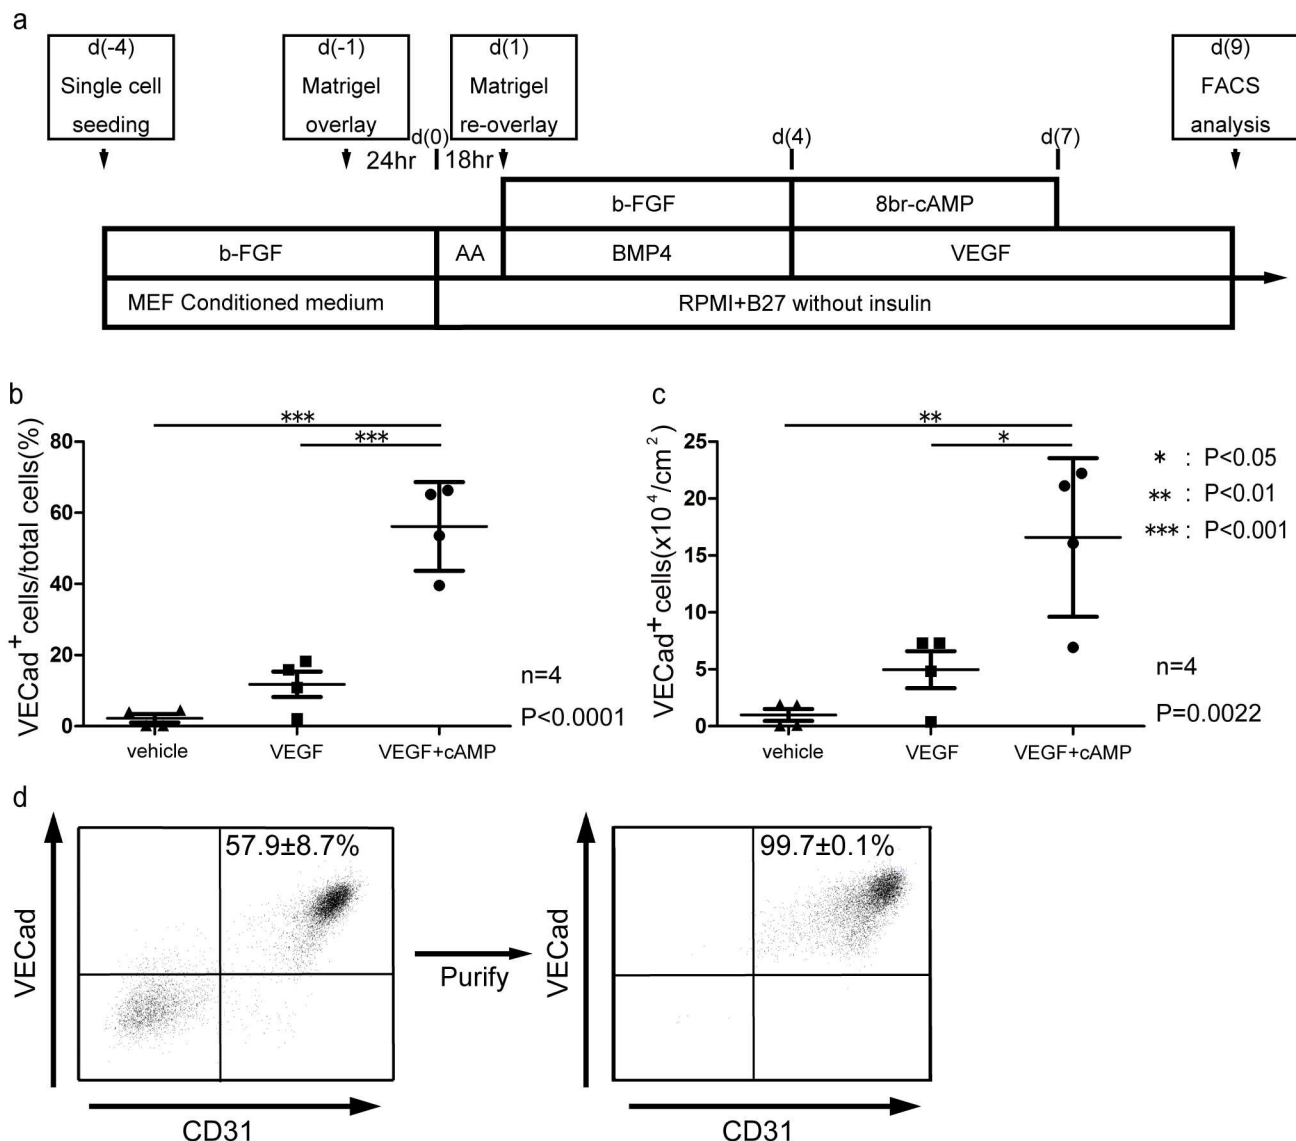 a
d(-4)
Single cell
seeding
d(-1)
Matrigel
overlay
d(1)
Matrigel
re-overlay
d(9)
FACS
analysis
24hr
d(0)
18hr
d(4)
d(7)
b-FGF
8br-cAMP
b-FGF
AA
BMP4
VEGF
MEF Conditioned medium
RPMI+B27 without insulin
b
VECad+ cells/total cells(%)
80
60
40
20
0
***
***
vehicle
VEGF
VEGF+cAMP
n=4
P<0.0001
c
VECad+ cells(x10^4/cm^2)
25
20
15
10
5
0
**
*
vehicle
VEGF
VEGF+cAMP
* : P<0.05
** : P<0.01
*** : P<0.001
n=4
P=0.0022
d
VECad
57.9±8.7%
CD31
Purify
VECad
99.7±0.1%
CD31